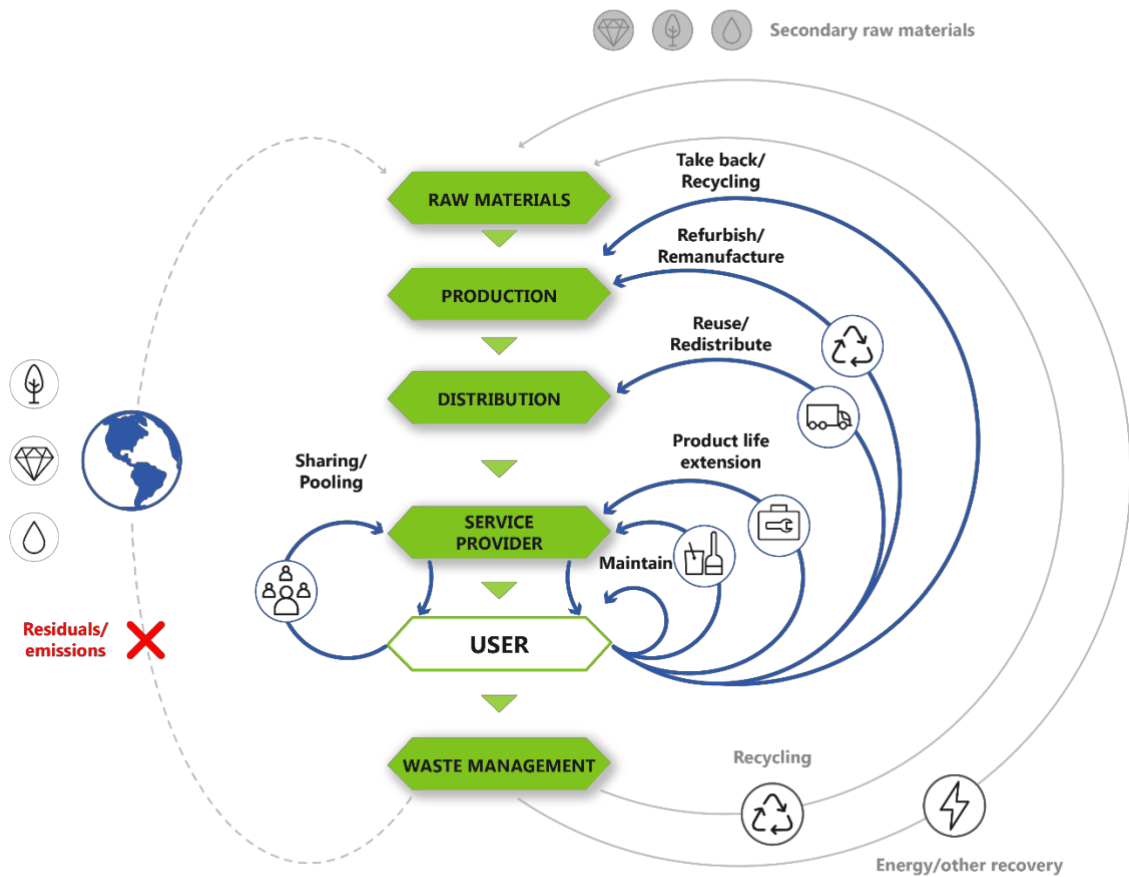 Secondary raw materials
Take back/
Recycling
RAW MATERIALS
Refurbish/
Remanufacture
PRODUCTION
Reuse/
Redistribute
DISTRIBUTION
Product life
extension
Sharing/
Pooling
SERVICE
PROVIDER
Maintain
Residuals/
emissions
USER
WASTE MANAGEMENT
Recycling
Energy/other recovery